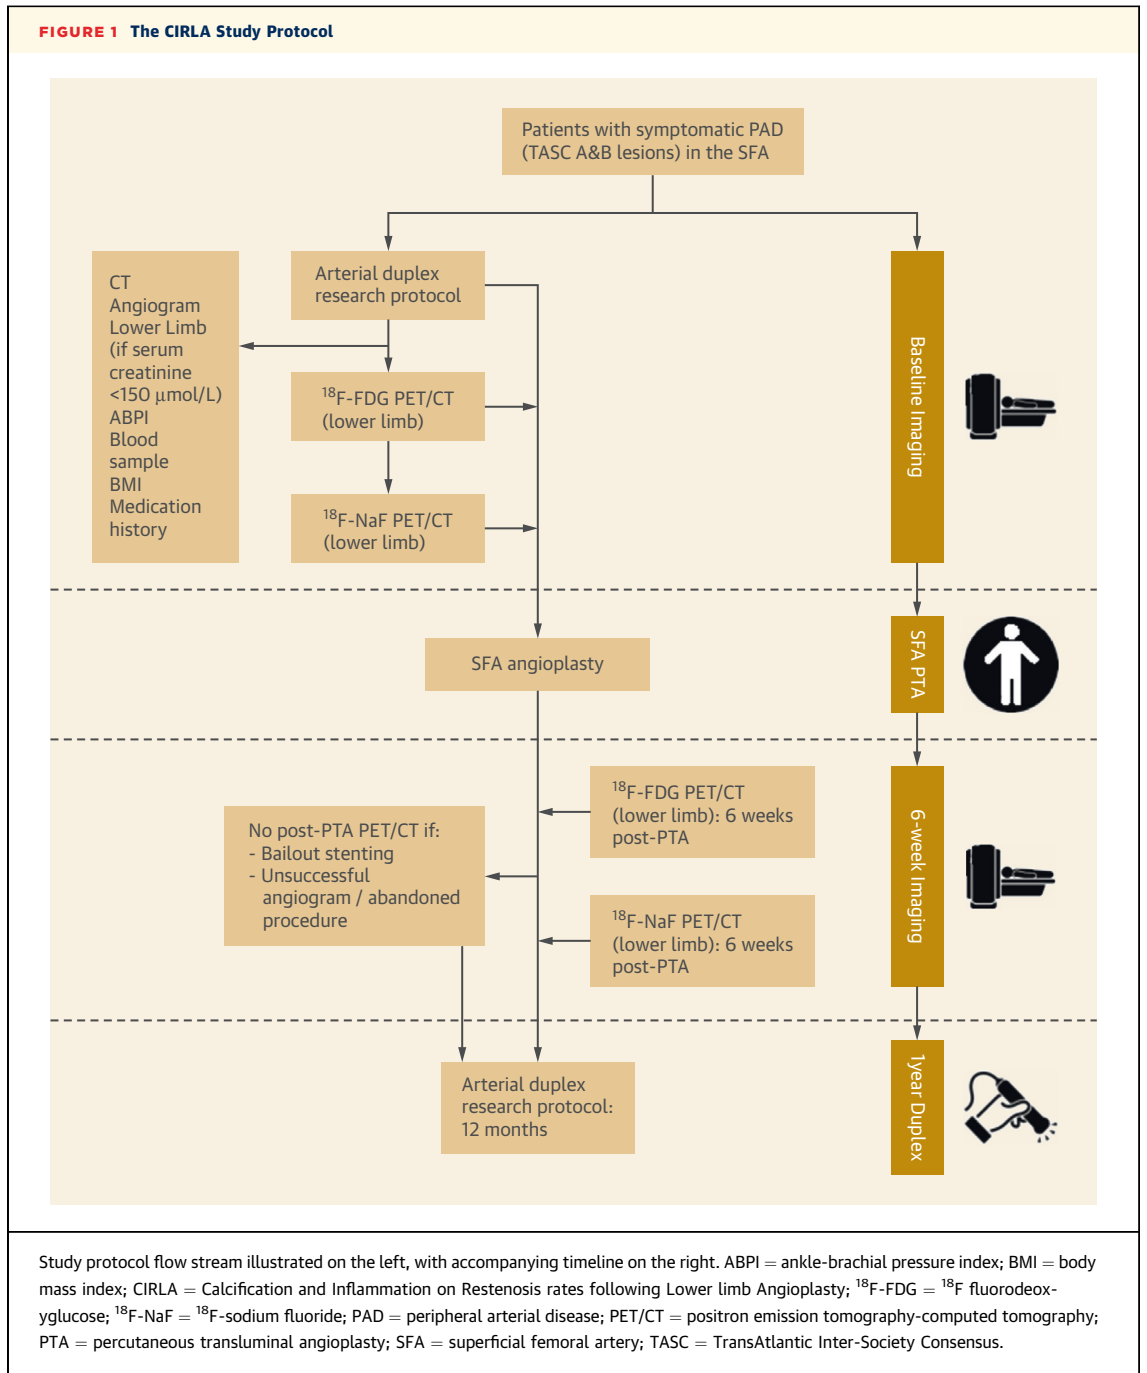 FIGURE 1 The CIRLA Study Protocol
Patients with symptomatic PAD
(TASC A&B lesions) in the SFA
CT
Angiogram
Lower Limb
(if serum
creatinine
<150 μmol/L)
ABPI
Blood
sample
BMI
Medication
history
Arterial duplex
research protocol
¹⁸F-FDG PET/CT
(lower limb)
¹⁸F-NaF PET/CT
(lower limb)
Baseline Imaging
SFA angioplasty
SFA PTA
¹⁸F-FDG PET/CT
(lower limb): 6 weeks
post-PTA
No post-PTA PET/CT if:
- Bailout stenting
- Unsuccessful
angiogram / abandoned
procedure
¹⁸F-NaF PET/CT
(lower limb): 6 weeks
post-PTA
6-week Imaging
Arterial duplex
research protocol:
12 months
1year Duplex
Study protocol flow stream illustrated on the left, with accompanying timeline on the right. ABPI = ankle-brachial pressure index; BMI = body
mass index; CIRLA = Calcification and Inflammation on Restenosis rates following Lower limb Angioplasty; ¹⁸F-FDG = ¹⁸F fluorodeox-
yglucose; ¹⁸F-NaF = ¹⁸F-sodium fluoride; PAD = peripheral arterial disease; PET/CT = positron emission tomography-computed tomography;
PTA = percutaneous transluminal angioplasty; SFA = superficial femoral artery; TASC = TransAtlantic Inter-Society Consensus.